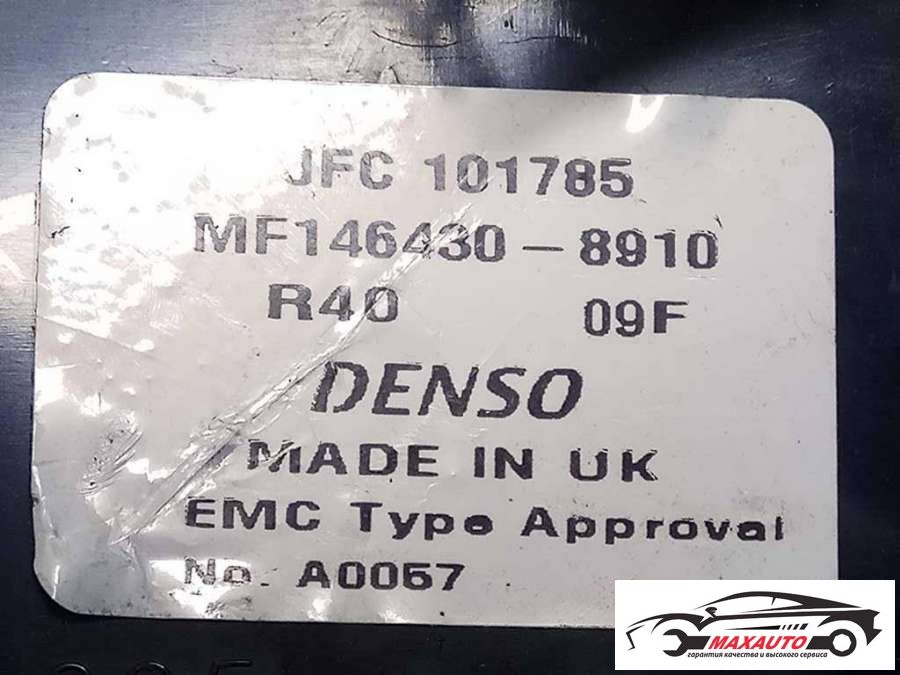 JFC 101785
MF146430-8910
R40 09F
DENSO
MADE IN UK
EMC Type Approval
No. A0057
MAXAUTO
гарантия качества и высокого сервиса